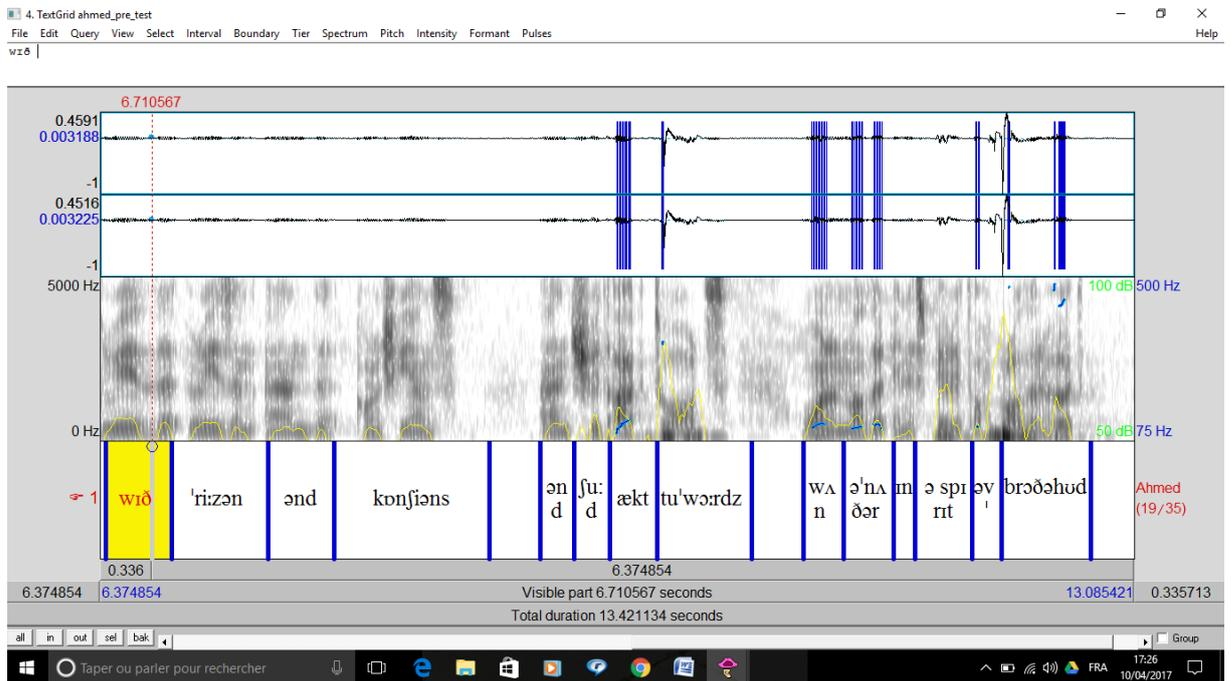 4. TextGrid ahmed_pre_test
File Edit Query View Select Interval Boundary Tier Spectrum Pitch Intensity Formant Pulses Help
wɪð
6.710567
0.4591
0.003188
-1
0.4516
0.003225
-1
5000 Hz 100 dB 500 Hz
0 Hz 50 dB 75 Hz
☞ 1 wɪð ˈriːzən ənd kɒnʃiəns ən
d ʃuː
d ækt tuˈwɔːrdz wʌ
n əˈnʌ
ðər ɪn ə spɪ
rɪt əv
ˈ brʌðəhʊd Ahmed
(19/35)
0.336 6.374854
6.374854 6.374854 Visible part 6.710567 seconds 13.085421 0.335713
Total duration 13.421134 seconds
all in out sel bak Group
Taper ou parler pour rechercher FRA 17:26
10/04/2017